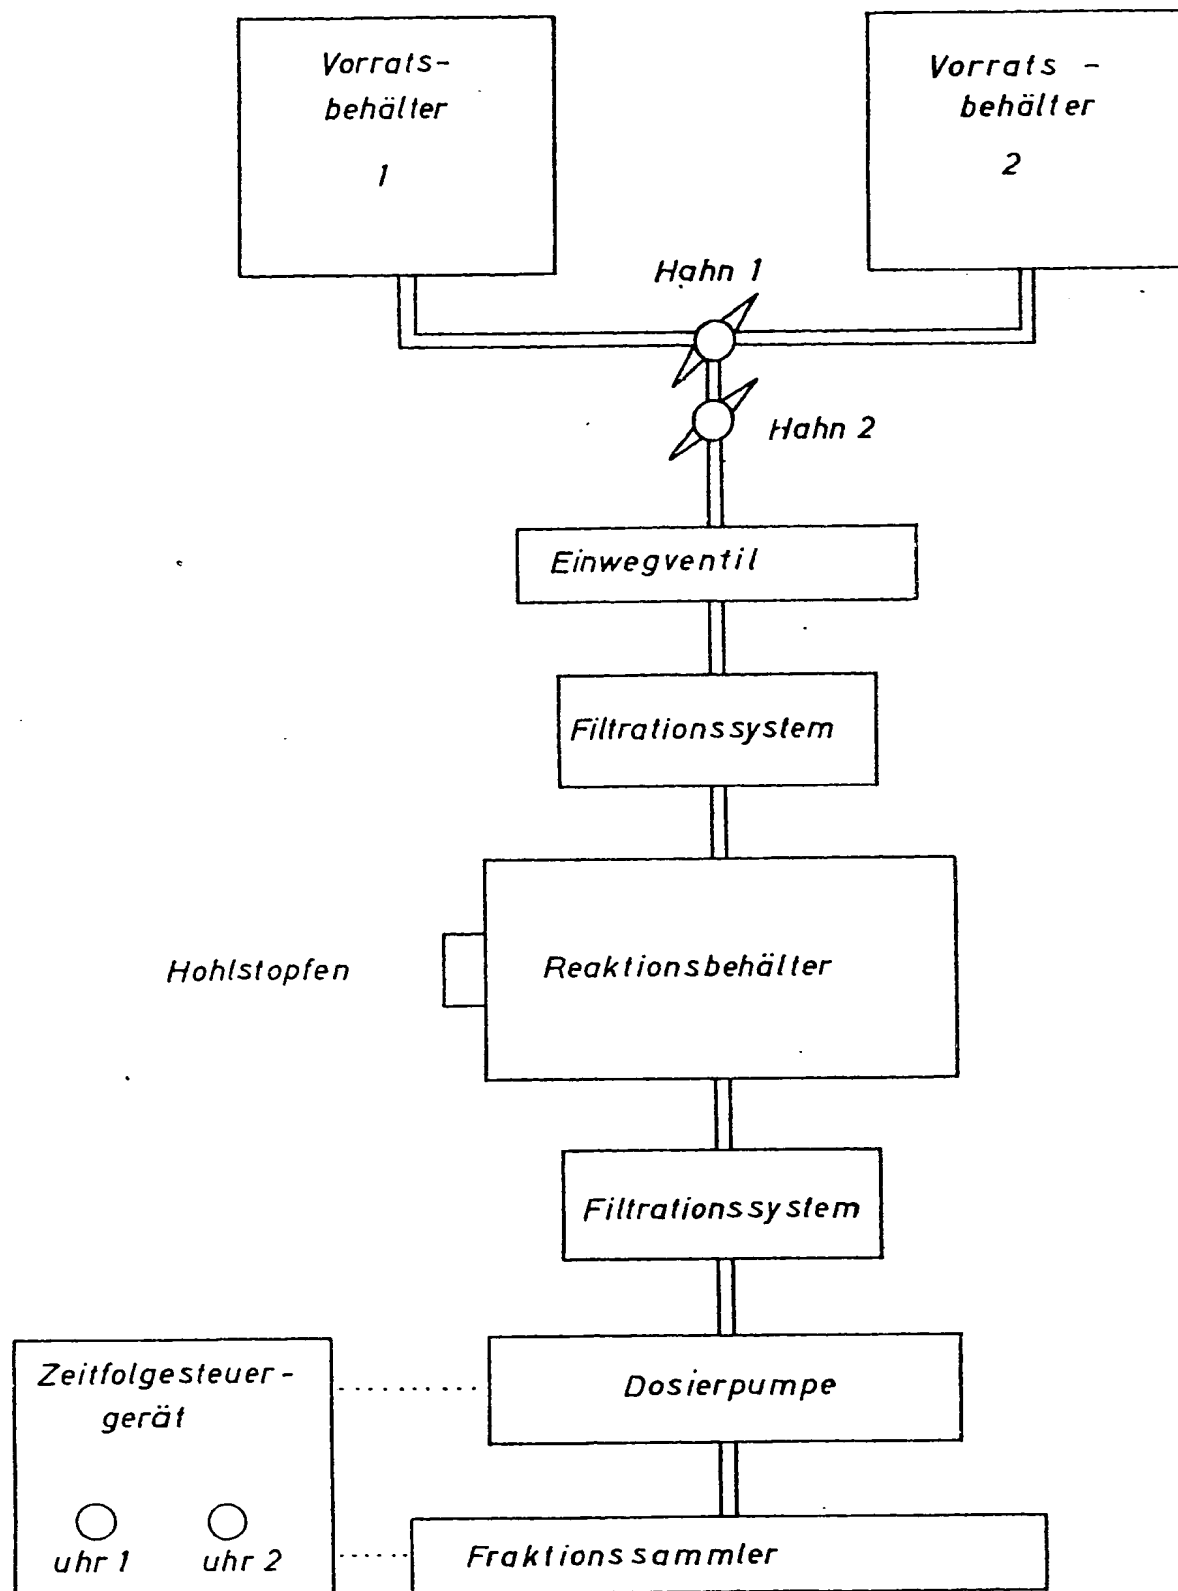 Vorrats-
behälter
1
Vorrats -
behälter
2
Hahn 1
Hahn 2
Einwegventil
Filtrationssystem
Hohlstopfen
Reaktionsbehälter
Filtrationssystem
Zeitfolgesteuer-
gerät
Dosierpumpe
uhr 1 uhr 2
Fraktionssammler